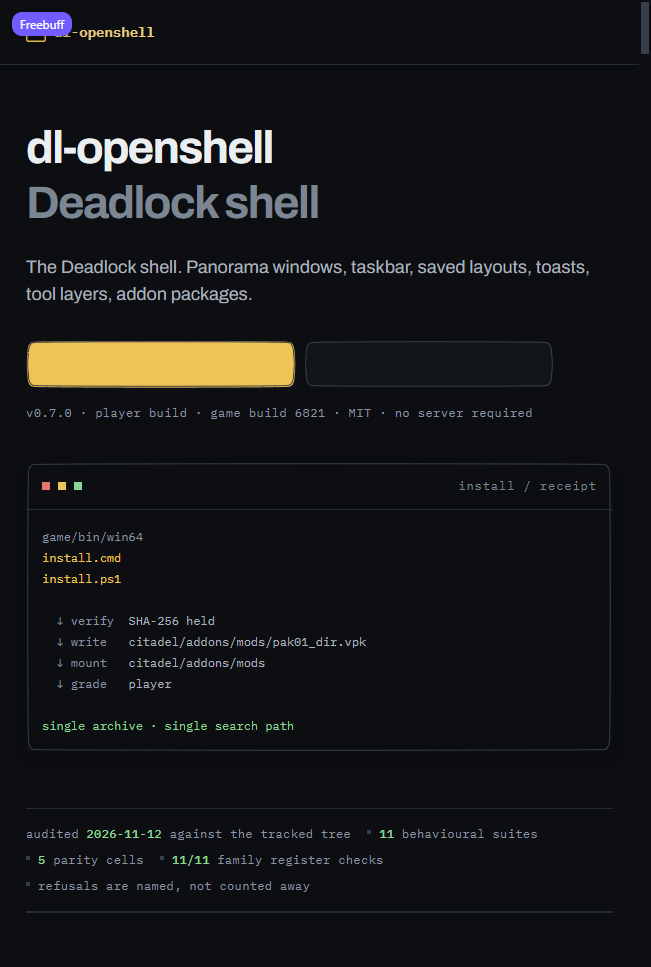 Freebuff
dl-openshell
dl-openshell
Deadlock shell
The Deadlock shell. Panorama windows, taskbar, saved layouts, toasts,
tool layers, addon packages.
v0.7.0 · player build · game build 6821 · MIT · no server required
install / receipt
game/bin/win64
install.cmd
install.ps1
↓ verify SHA-256 held
↓ write citadel/addons/mods/pak01_dir.vpk
↓ mount citadel/addons/mods
↓ grade player
single archive · single search path
audited 2026-11-12 against the tracked tree 11 behavioural suites
5 parity cells 11/11 family register checks
refusals are named, not counted away